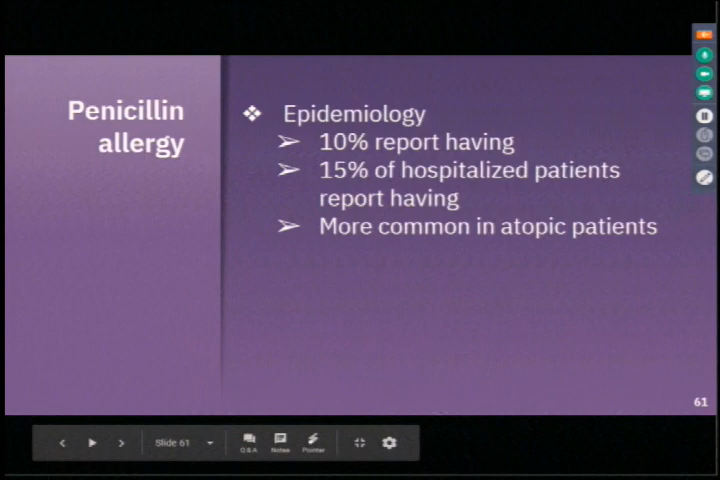 Penicillin
allergy
❖ Epidemiology
➢ 10% report having
➢ 15% of hospitalized patients
report having
➢ More common in atopic patients
61
Slide 61
Q & A
Notes
Pointer